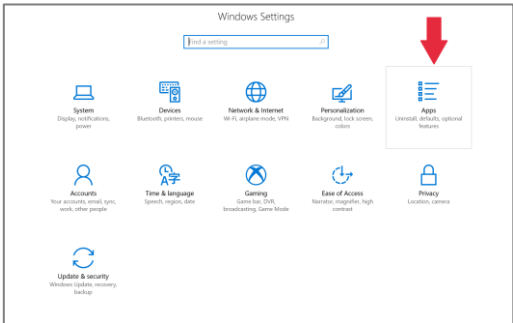 Windows Settings
Find a setting
System
Display, notifications,
power
Devices
Bluetooth, printers, mouse
Network & Internet
Wi-Fi, airplane mode, VPN
Personalization
Background, lock screen,
colors
Apps
Uninstall, defaults, optional
features
Accounts
Your accounts, email, sync,
work, other people
Time & language
Speech, region, date
Gaming
Game bar, DVR,
broadcasting, Game Mode
Ease of Access
Narrator, magnifier, high
contrast
Privacy
Location, camera
Update & security
Windows Update, recovery,
backup